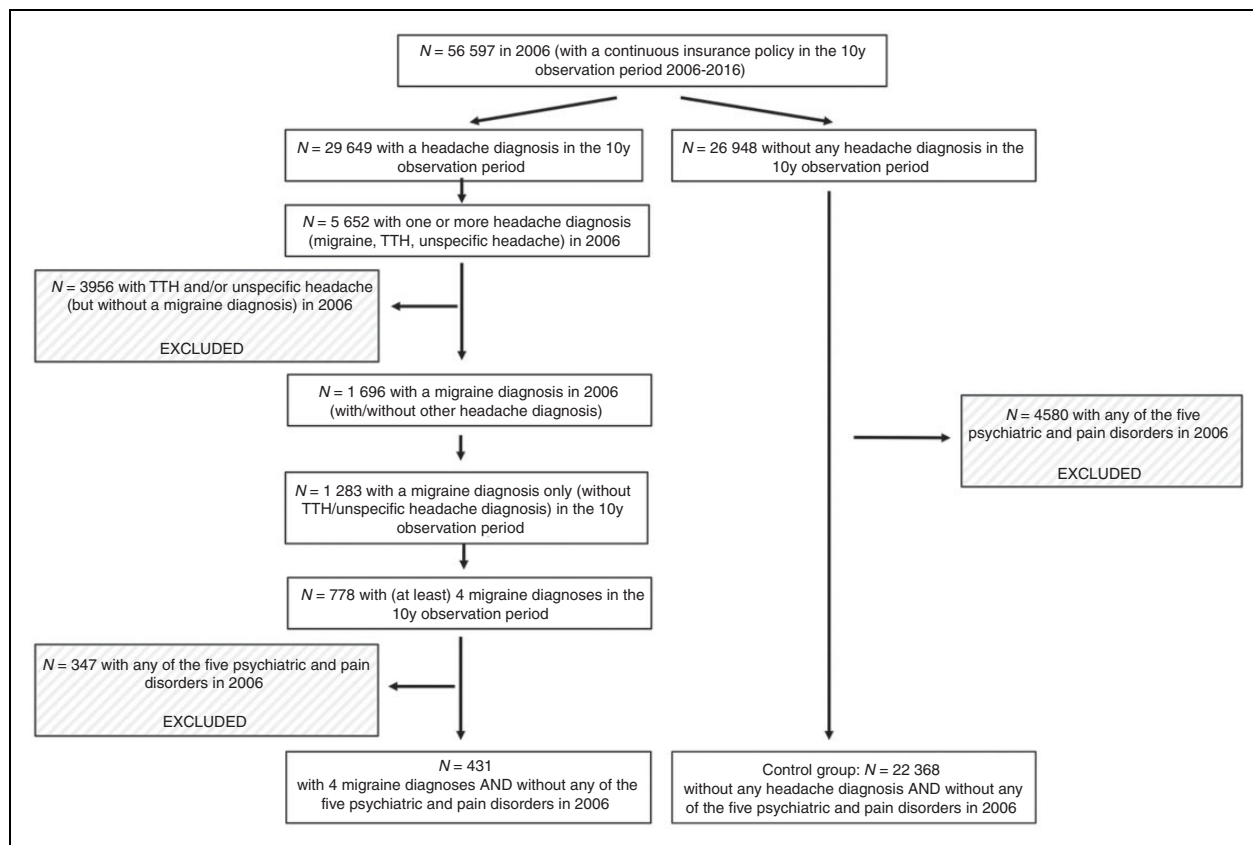 N = 56 597 in 2006 (with a continuous insurance policy in the 10y
observation period 2006-2016)
N = 29 649 with a headache diagnosis in the 10y
observation period
N = 26 948 without any headache diagnosis in the
10y observation period
N = 5 652 with one or more headache diagnosis
(migraine, TTH, unspecific headache) in 2006
N = 3956 with TTH and/or unspecific headache
(but without a migraine diagnosis) in 2006
EXCLUDED
N = 1 696 with a migraine diagnosis in 2006
(with/without other headache diagnosis)
N = 4580 with any of the five
psychiatric and pain disorders in 2006
EXCLUDED
N = 1 283 with a migraine diagnosis only (without
TTH/unspecific headache diagnosis) in the 10y
observation period
N = 778 with (at least) 4 migraine diagnoses in the
10y observation period
N = 347 with any of the five psychiatric and pain
disorders in 2006
EXCLUDED
N = 431
with 4 migraine diagnoses AND without any of the
five psychiatric and pain disorders in 2006
Control group: N = 22 368
without any headache diagnosis AND without any
of the five psychiatric and pain disorders in 2006